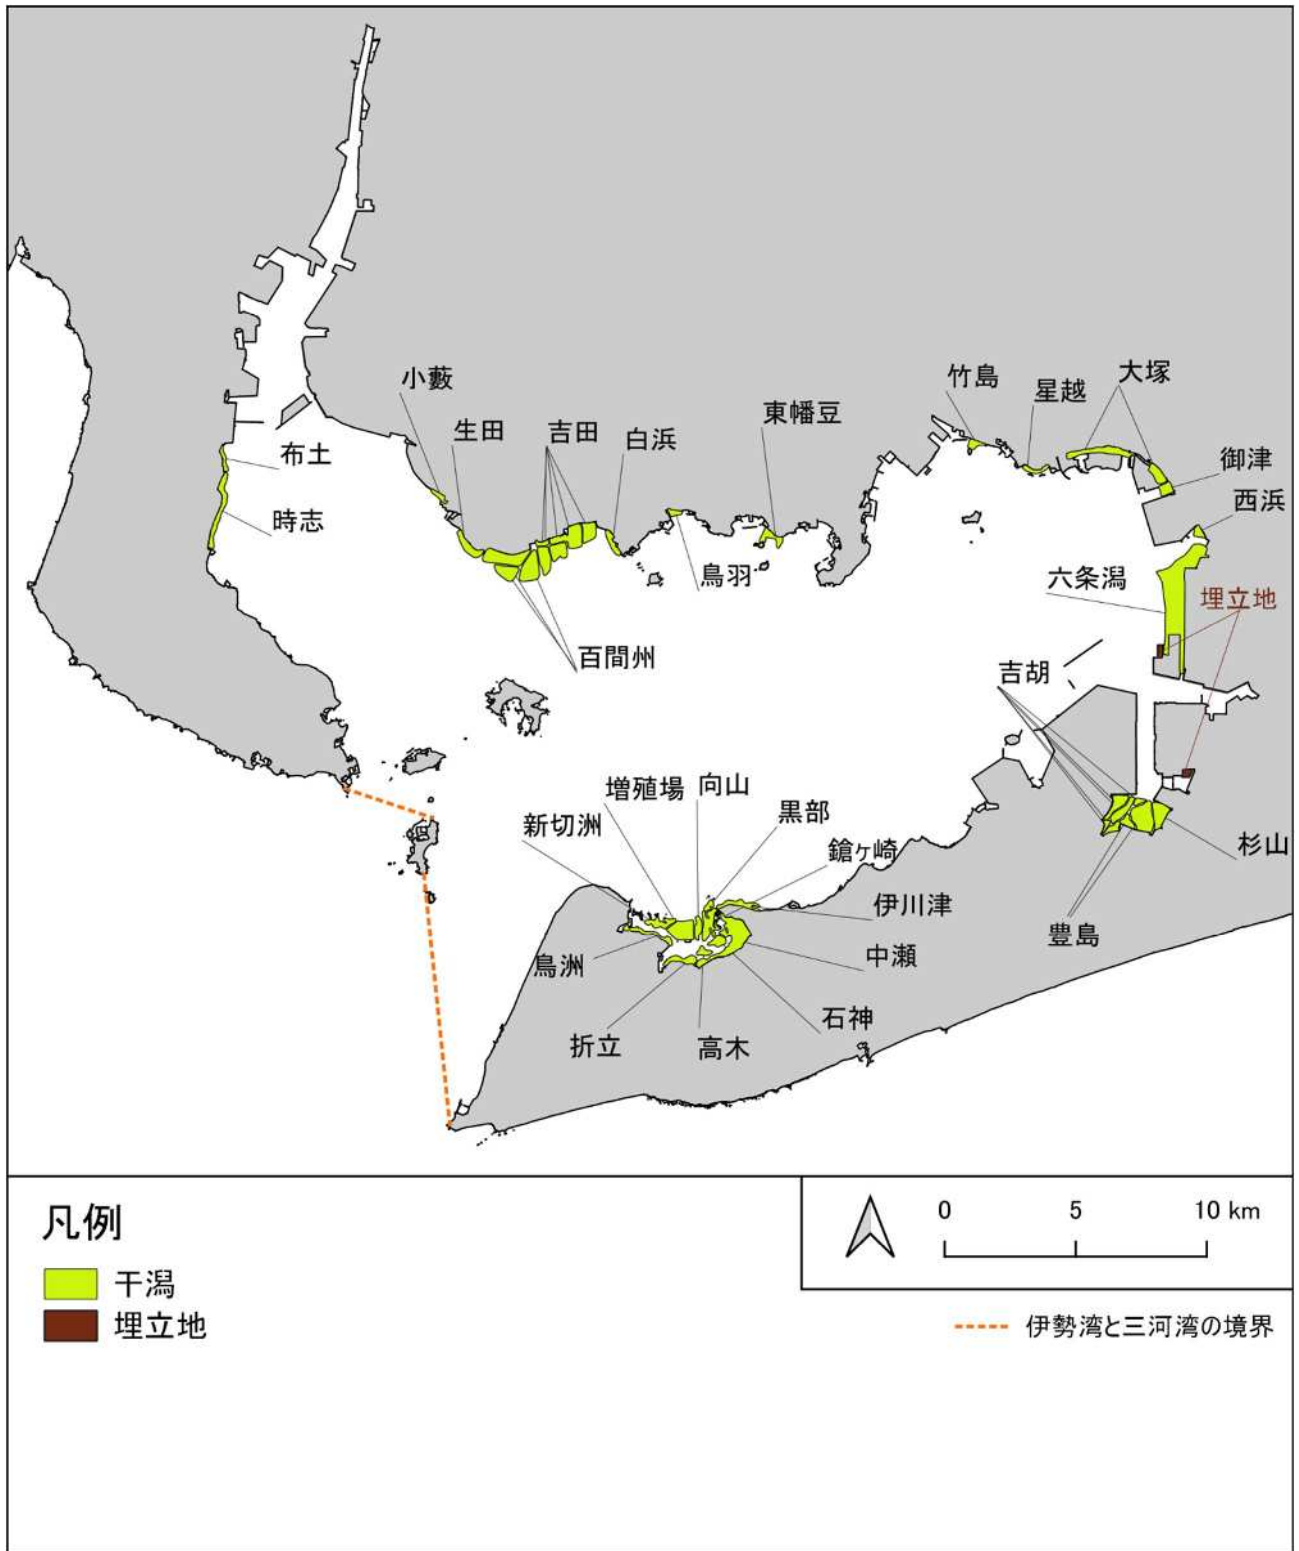 小藪
生田
吉田
白浜
東幡豆
竹島
星越
大塚
御津
西浜
布土
時志
鳥羽
六条潟
埋立地
百間州
吉胡
増殖場
向山
新切洲
黒部
鎗ヶ崎
杉山
伊川津
豊島
鳥洲
中瀬
石神
折立
高木
凡例
干潟
埋立地
0 5 10 km
伊勢湾と三河湾の境界